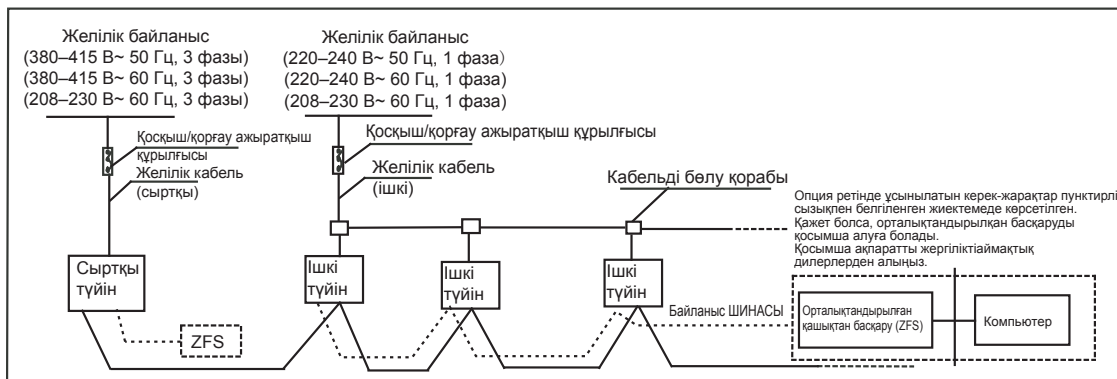 Желілік байланыс
(380–415 В~ 50 Гц, 3 фазы)
(380–415 В~ 60 Гц, 3 фазы)
(208–230 В~ 60 Гц, 3 фазы)
Желілік байланыс
(220–240 В~ 50 Гц, 1 фаза)
(220–240 В~ 60 Гц, 1 фаза)
(208–230 В~ 60 Гц, 1 фаза)
Қосқыш/қорғау ажыратқыш
құрылғысы
Желілік кабель
(сыртқы)
Қосқыш/қорғау ажыратқыш құрылғысы
Желілік кабель
(ішкі)
Кабельді бөлу қорабы
Опция ретінде ұсынылатын керек-жарақтар пунктирлі
сызықпен белгіленген жиектемеде көрсетілген.
Қажет болса, орталықтандырылқан басқаруды
қосымша алуға болады.
Қосымша ақпаратты жергіліктіаймақтық
дилерлерден алыңыз.
Сыртқы
түйін
Ішкі
түйін
Ішкі
түйін
Ішкі
түйін
ZFS
Байланыс ШИНАСЫ
Орталықтандырылған
қашықтан басқару (ZFS)
Компьютер